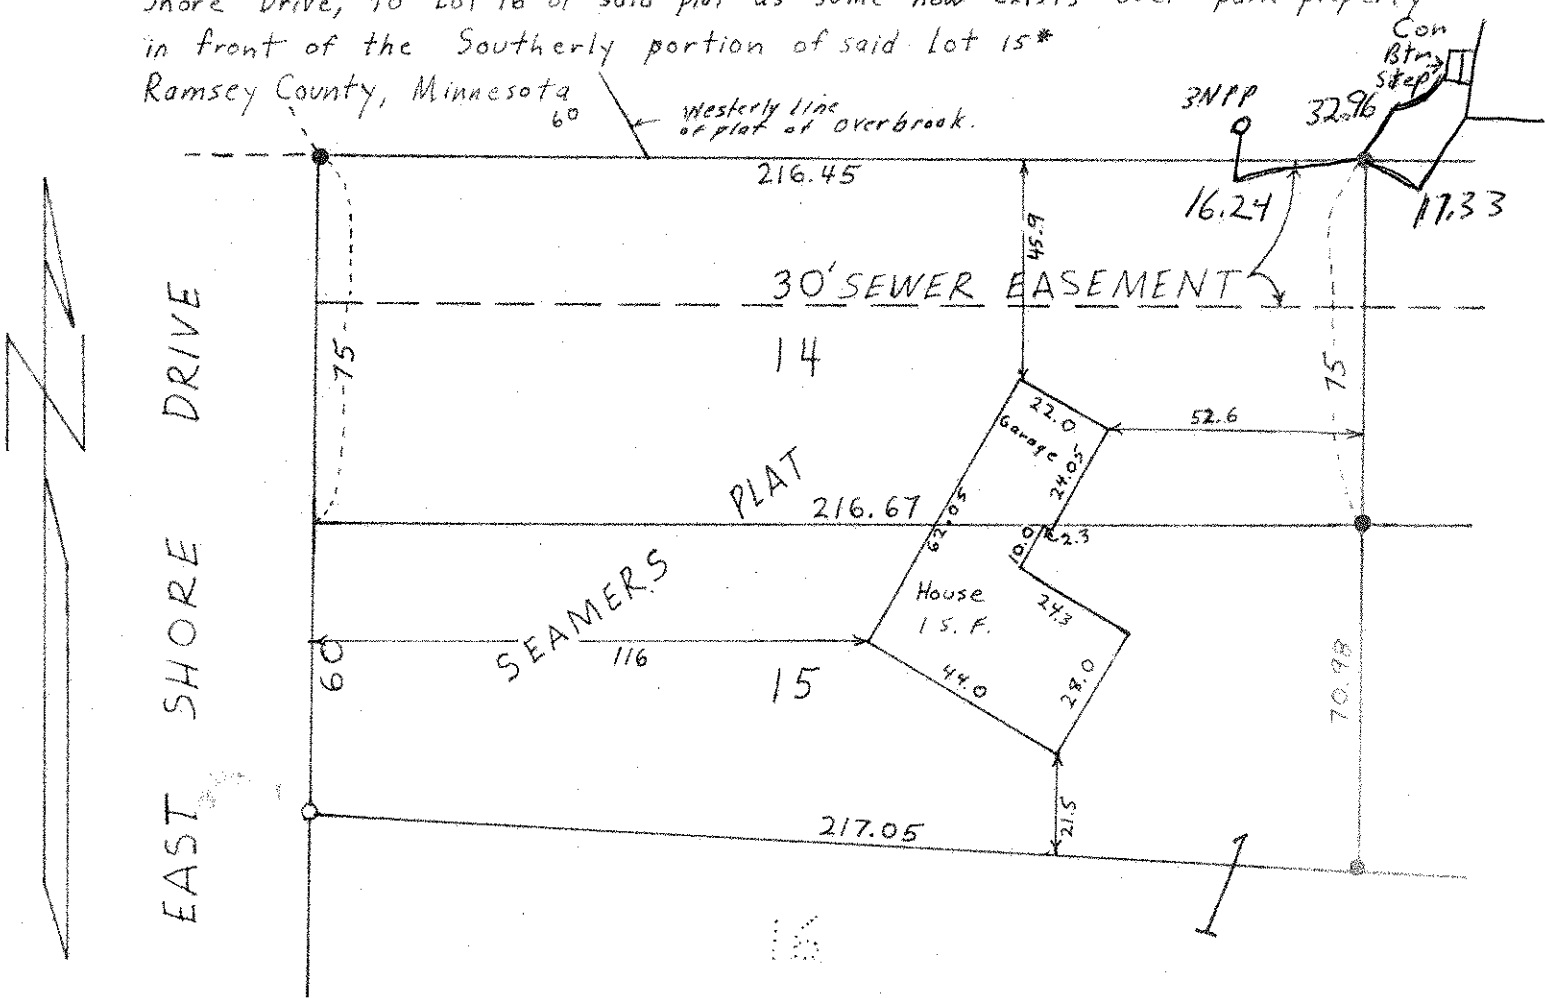 Shore Drive, to Lot 16 of said plat as same now exists over park property
in front of the Southerly portion of said Lot 15*
Ramsey County, Minnesota
60
Westerly line
of plat of Overbrook.
Con
Btm
Step
3NPP
32.96
216.45
16.24
17.33
45.9
30' SEWER EASEMENT
EAST SHORE DRIVE
75
14
75
22.0
Garage
52.6
24.05
SEAMERS PLAT
216.67
62.05
10.0
2.3
House
1 S. F.
24.3
116
60
15
44.0
28.0
70.98
21.5
217.05
16